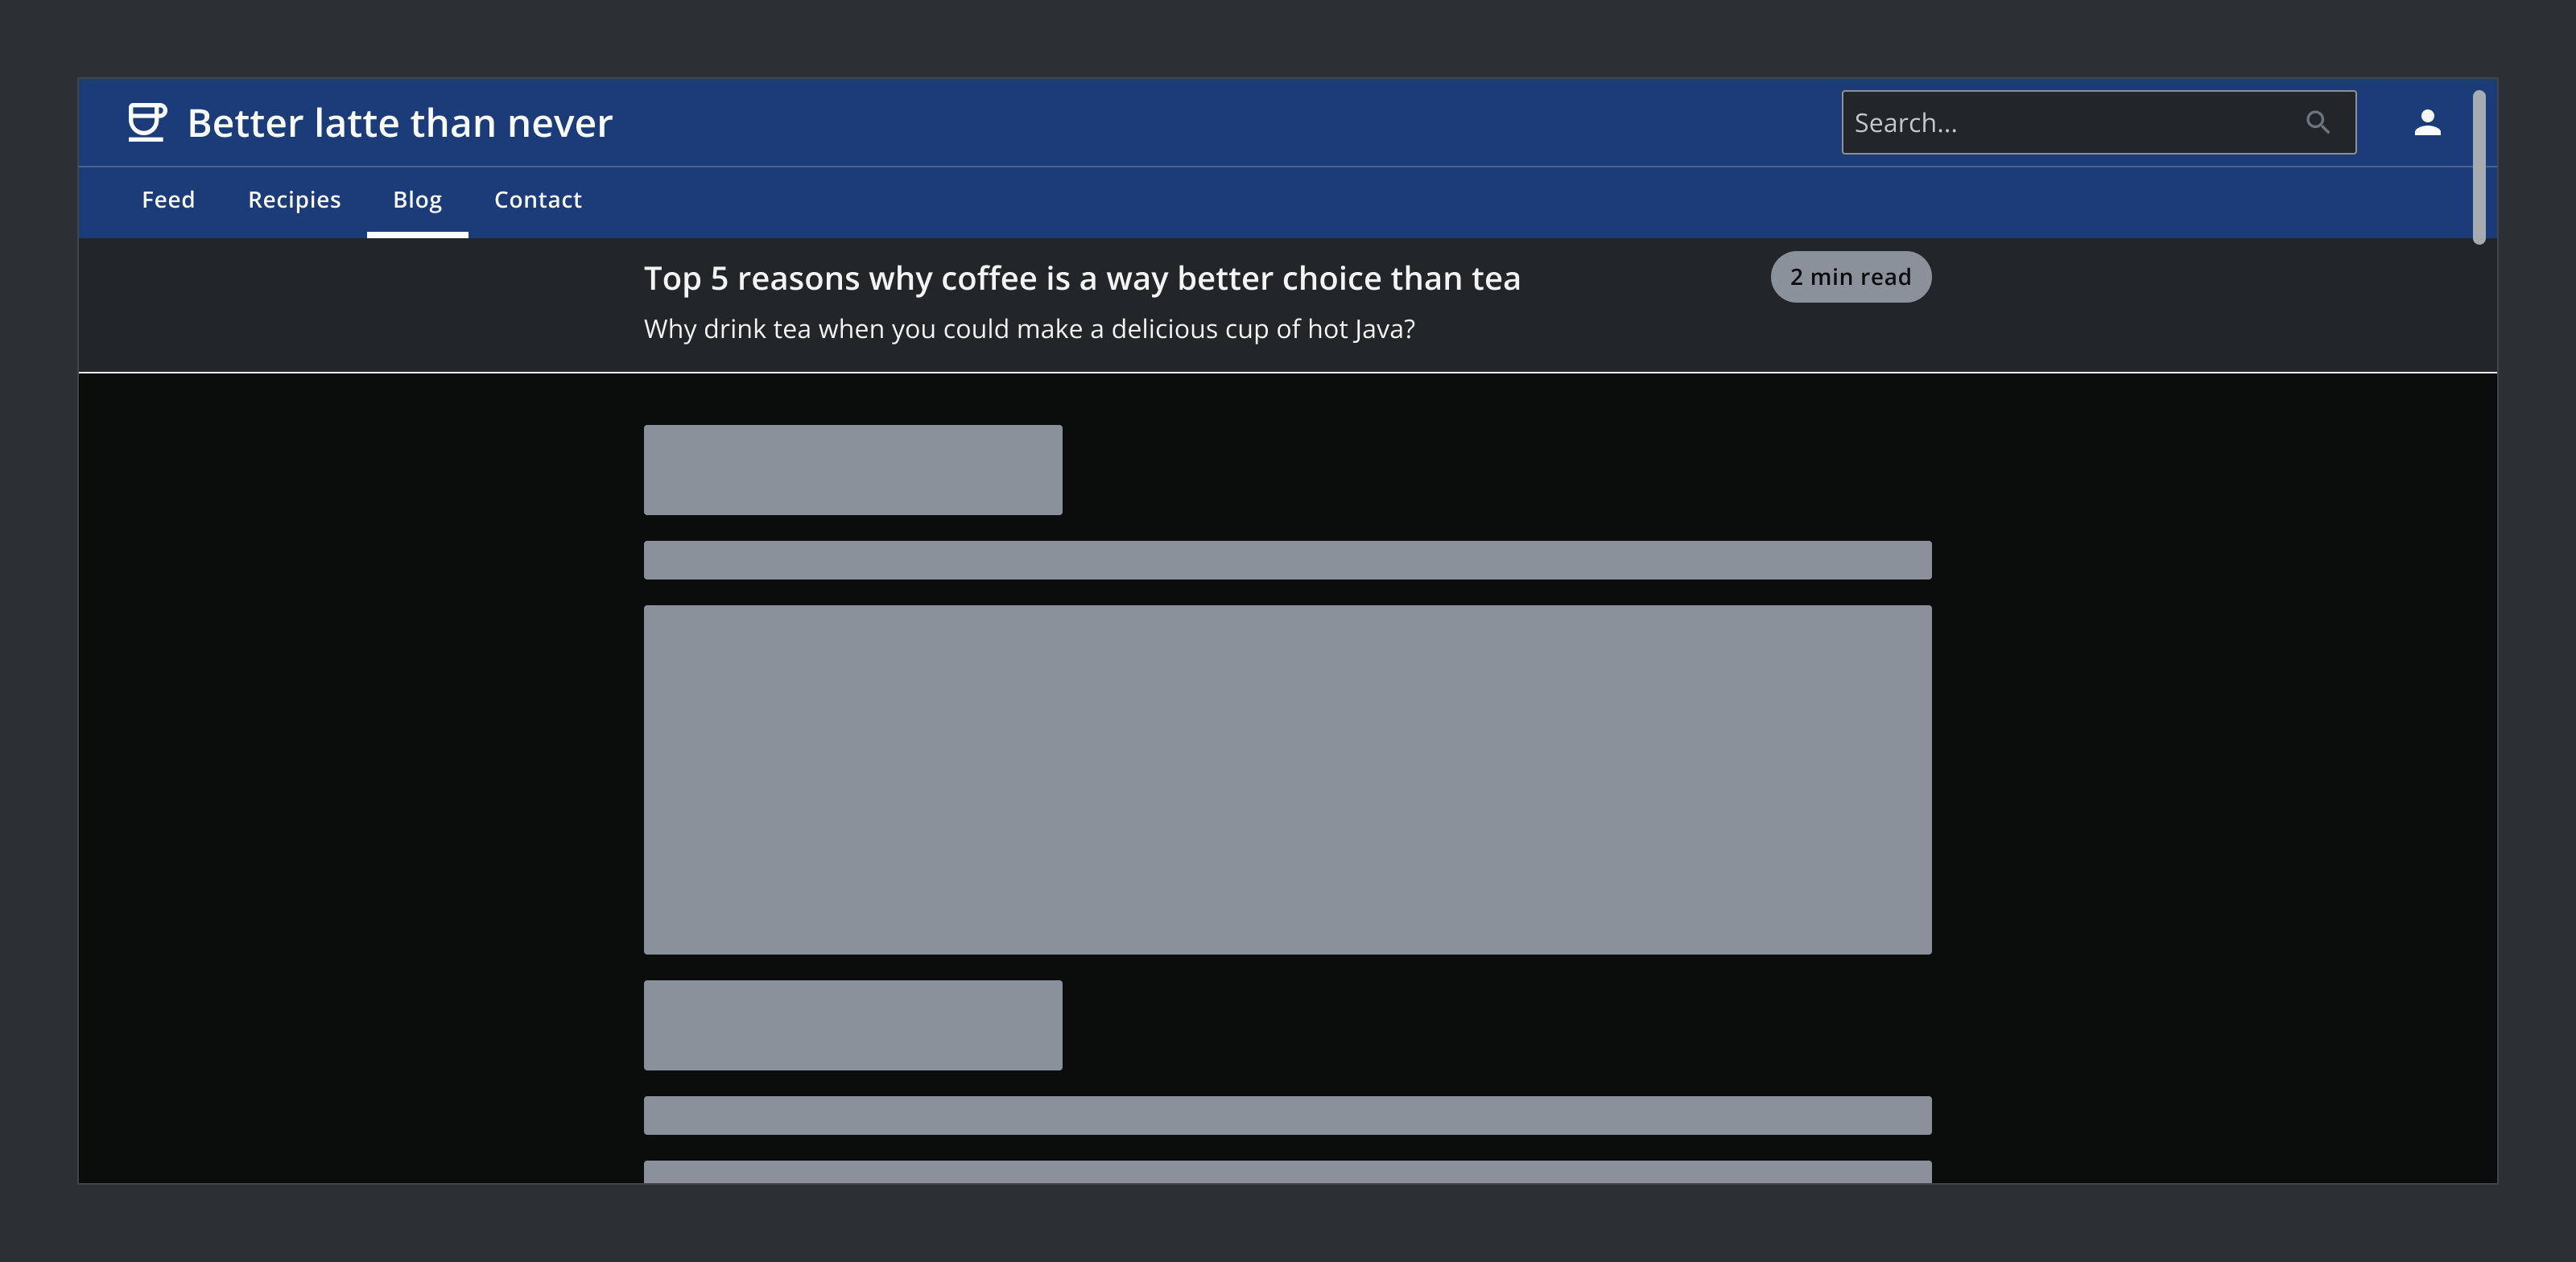 Better latte than never
Search...
Feed
Recipies
Blog
Contact
Top 5 reasons why coffee is a way better choice than tea
2 min read
Why drink tea when you could make a delicious cup of hot Java?